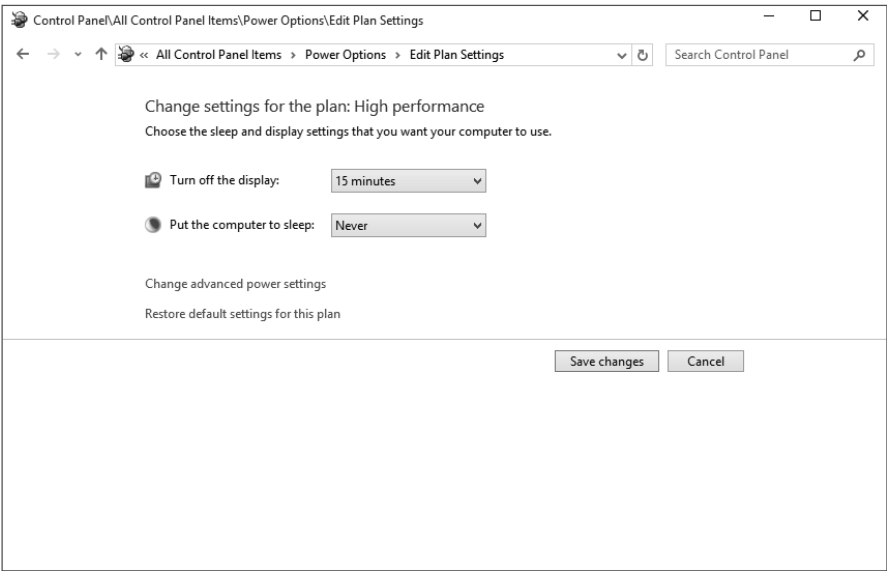 Control Panel\All Control Panel Items\Power Options\Edit Plan Settings
« All Control Panel Items > Power Options > Edit Plan Settings Search Control Panel
Change settings for the plan: High performance
Choose the sleep and display settings that you want your computer to use.
Turn off the display: 15 minutes
Put the computer to sleep: Never
Change advanced power settings
Restore default settings for this plan
Save changes Cancel